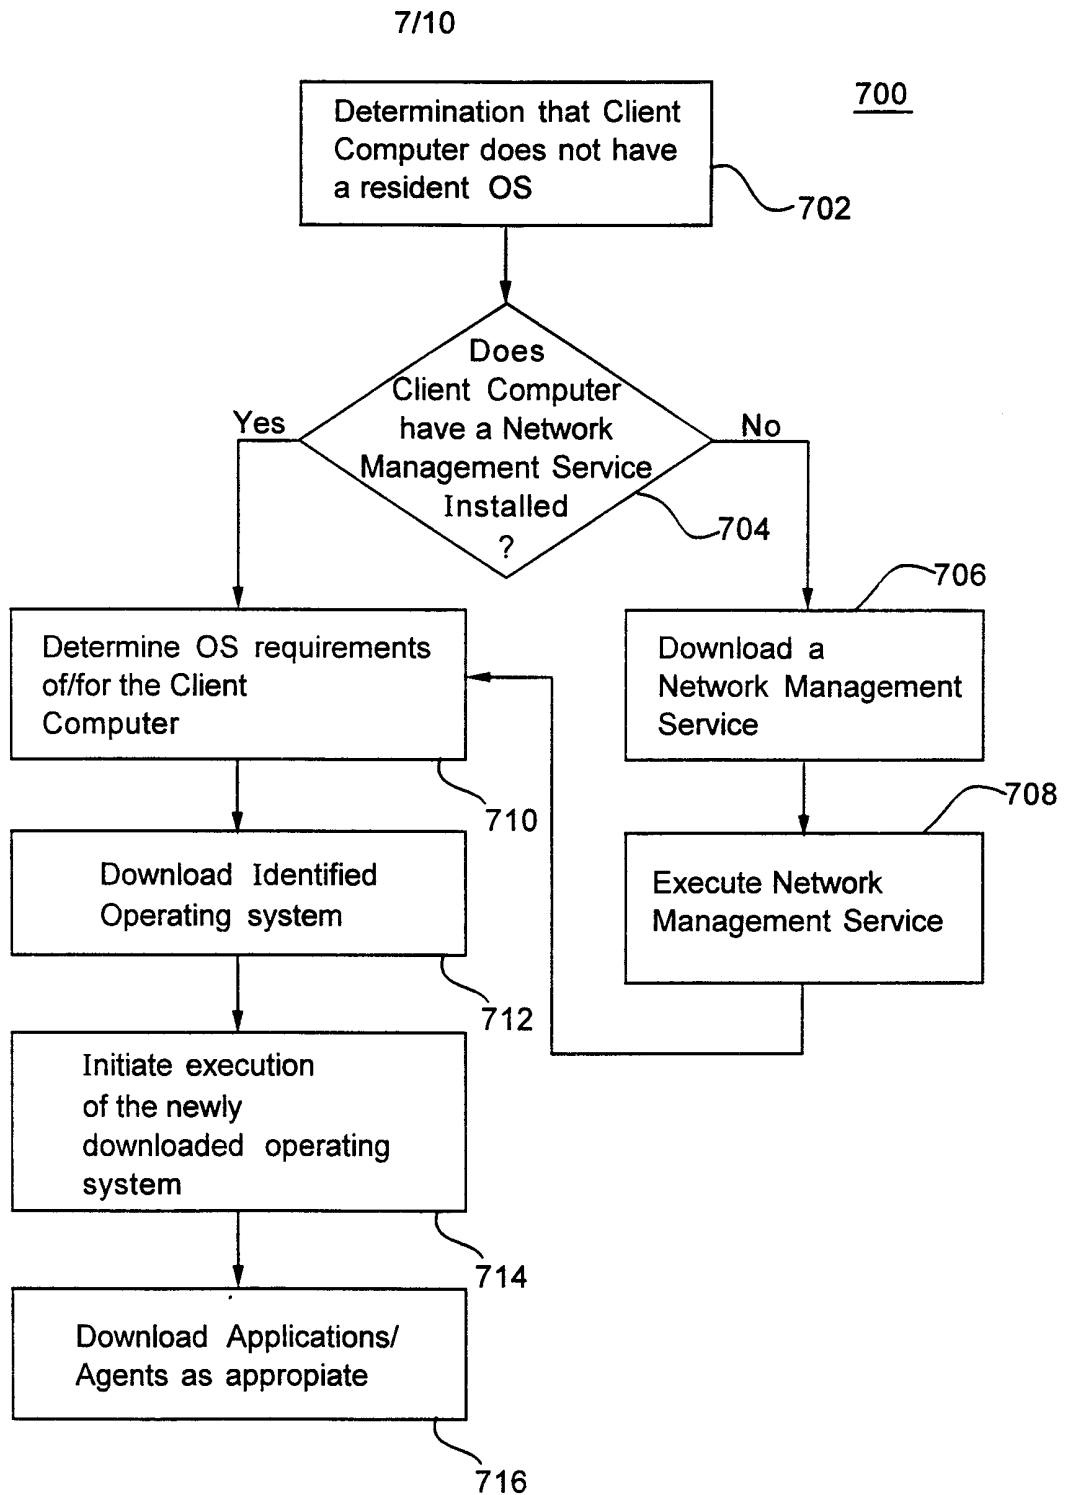 7/10
700
Determination that Client
Computer does not have
a resident OS
702
Does
Client Computer
have a Network
Management Service
Installed
?
Yes
No
704
706
Determine OS requirements
of/for the Client
Computer
Download a
Network Management
Service
710
708
Download Identified
Operating system
Execute Network
Management Service
712
Initiate execution
of the newly
downloaded operating
system
714
Download Applications/
Agents as appropiate
716